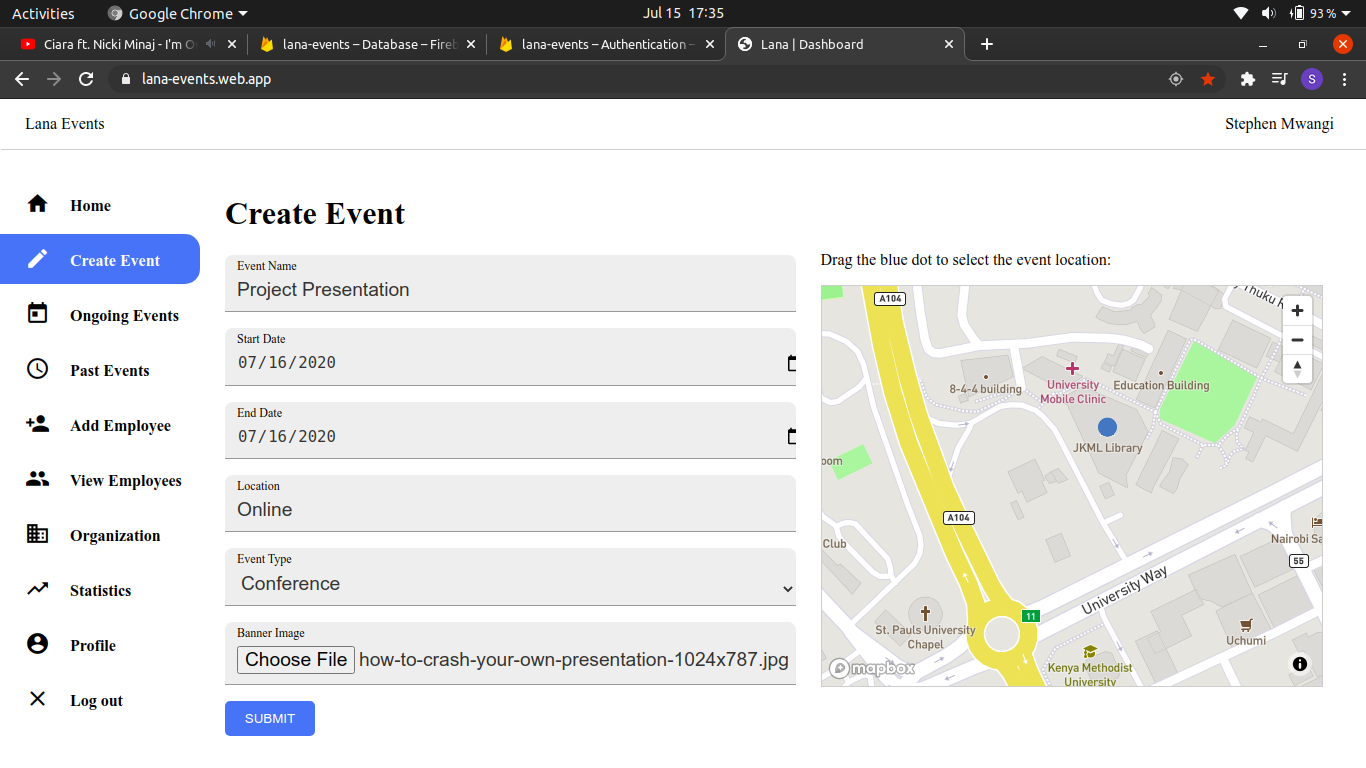 Activities
Google Chrome
Jul 15 17:35
93 %
Ciara ft. Nicki Minaj - I'm O
lana-events – Database – Fireb
lana-events – Authentication –
Lana | Dashboard
lana-events.web.app
S
Lana Events
Stephen Mwangi
Home
Create Event
Ongoing Events
Past Events
Add Employee
View Employees
Organization
Statistics
Profile
Log out
Create Event
Event Name
Project Presentation
Start Date
07/16/2020
End Date
07/16/2020
Location
Online
Event Type
Conference
Banner Image
Choose File how-to-crash-your-own-presentation-1024x787.jpg
SUBMIT
Drag the blue dot to select the event location:
A104
Thuku R
8-4-4 building
University
Mobile Clinic
Education Building
JKML Library
oom
A104
Club
Nairobi Sa
55
University Way
11
St. Pauls University
Chapel
Uchumi
Kenya Methodist
University
mapbox